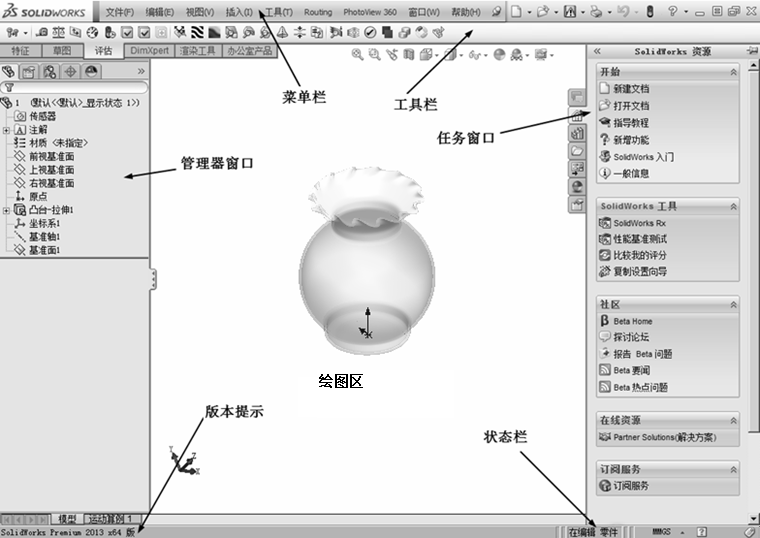 SOLIDWORKS 文件(F) 编辑(E) 视图(V) 插入(I) 工具(T) Routing PhotoView 360 窗口(W) 帮助(H)
特征 草图 评估 DimXpert 渲染工具 办公室产品
SolidWorks 资源
菜单栏
工具栏
任务窗口
管理器窗口
1 (默认<<默认>_显示状态 1>)
传感器
注解
材质 <未指定>
前视基准面
上视基准面
右视基准面
原点
凸台-拉伸1
坐标系1
基准轴1
基准面1
开始
新建文档
打开文档
指导教程
新增功能
SolidWorks 入门
一般信息
SolidWorks 工具
SolidWorks Rx
性能基准测试
比较我的评分
复制设置向导
社区
Beta Home
探讨论坛
报告 Beta 问题
Beta 要闻
Beta 热点问题
在线资源
Partner Solutions(解决方案)
订阅服务
订阅服务
绘图区
版本提示
状态栏
模型 运动算例 1
SolidWorks Premium 2013 x64 版
在编辑 零件
MMGS